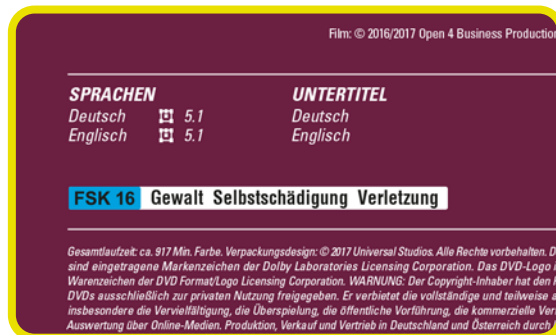 Film: © 2016/2017 Open 4 Business Production
SPRACHEN UNTERTITEL
Deutsch 5.1 Deutsch
Englisch 5.1 Englisch
FSK 16 Gewalt Selbstschädigung Verletzung
Gesamtlaufzeit: ca. 917 Min. Farbe. Verpackungsdesign: © 2017 Universal Studios. Alle Rechte vorbehalten. D
sind eingetragene Markenzeichen der Dolby Laboratories Licensing Corporation. Das DVD-Logo i
Warenzeichen der DVD Format/Logo Licensing Corporation. WARNUNG: Der Copyright-Inhaber hat den
DVDs ausschließlich zur privaten Nutzung freigegeben. Er verbietet die vollständige und teilweise
insbesondere die Vervielfältigung, die Überspielung, die öffentliche Vorführung, die kommerzielle
Auswertung über Online-Medien. Produktion, Verkauf und Vertrieb in Deutschland und Österreich durch